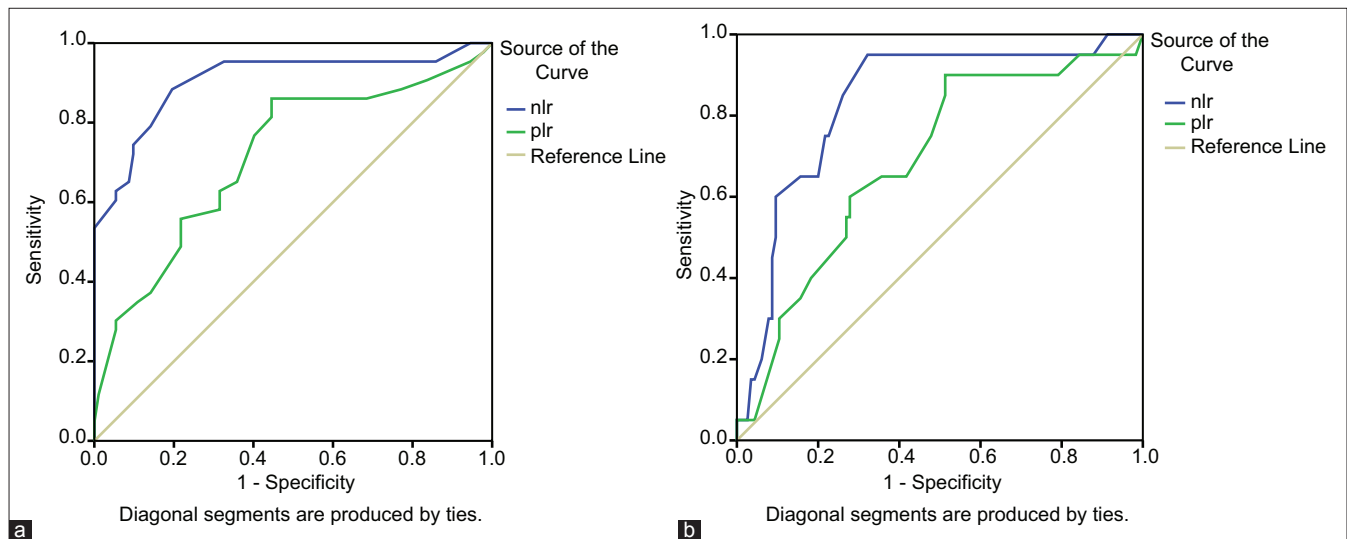 1.0
0.8
0.6
0.4
0.2
0.0
Sensitivity
0.0 0.2 0.4 0.6 0.8 1.0
1 - Specificity
Source of the
Curve
nlr
plr
Reference Line
Diagonal segments are produced by ties.
a
1.0
0.8
0.6
0.4
0.2
0.0
Sensitivity
0.0 0.2 0.4 0.6 0.8 1.0
1 - Specificity
Source of the
Curve
nlr
plr
Reference Line
Diagonal segments are produced by ties.
b